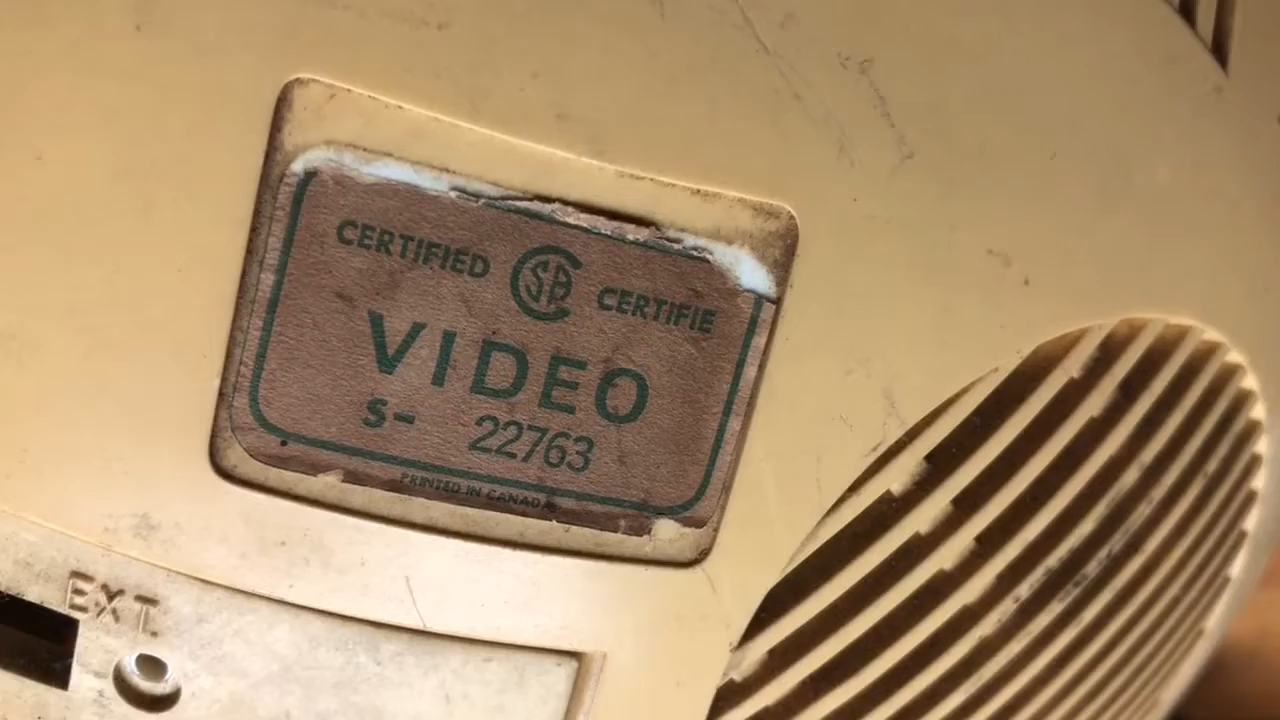 CERTIFIED CSA CERTIFIE
VIDEO
S- 22763
PRINTED IN CANADA
EXT.